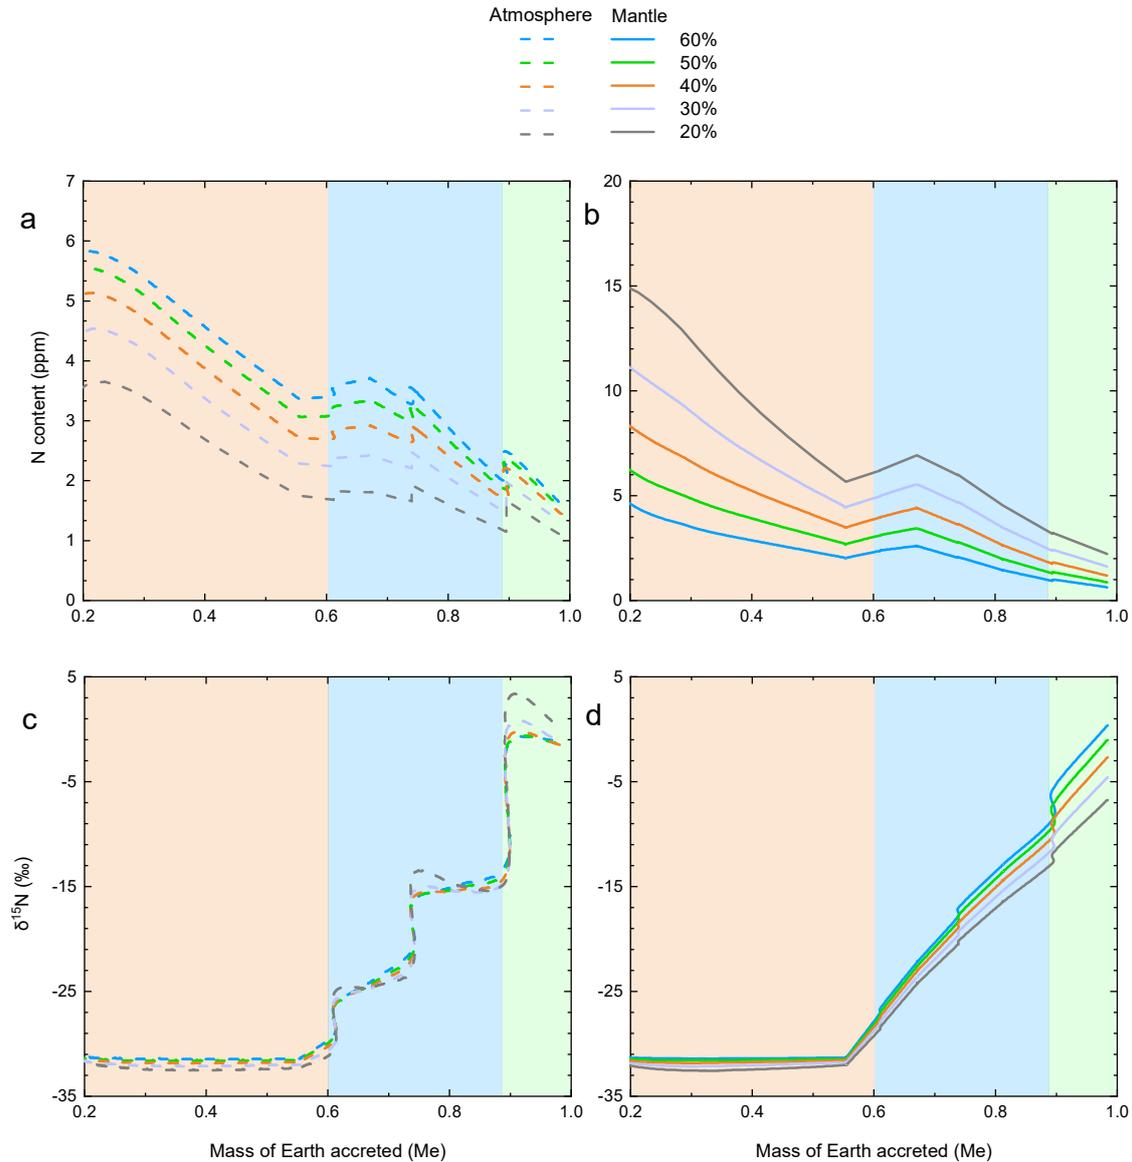 Atmosphere Mantle
60%
50%
40%
30%
20%
a
b
7
6
5
4
3
2
1
0
N content (ppm)
0.2 0.4 0.6 0.8 1.0
20
15
10
5
0
0.2 0.4 0.6 0.8 1.0
c
d
5
-5
-15
-25
-35
δ15N (‰)
0.2 0.4 0.6 0.8 1.0
Mass of Earth accreted (Me)
5
-5
-15
-25
-35
0.2 0.4 0.6 0.8 1.0
Mass of Earth accreted (Me)